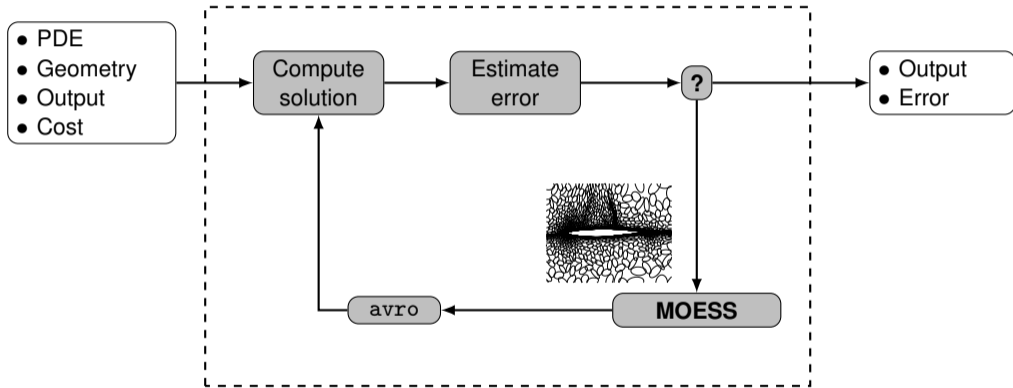 ● PDE
● Geometry
● Output
● Cost
Compute
solution
Estimate
error
?
● Output
● Error
avro
MOESS